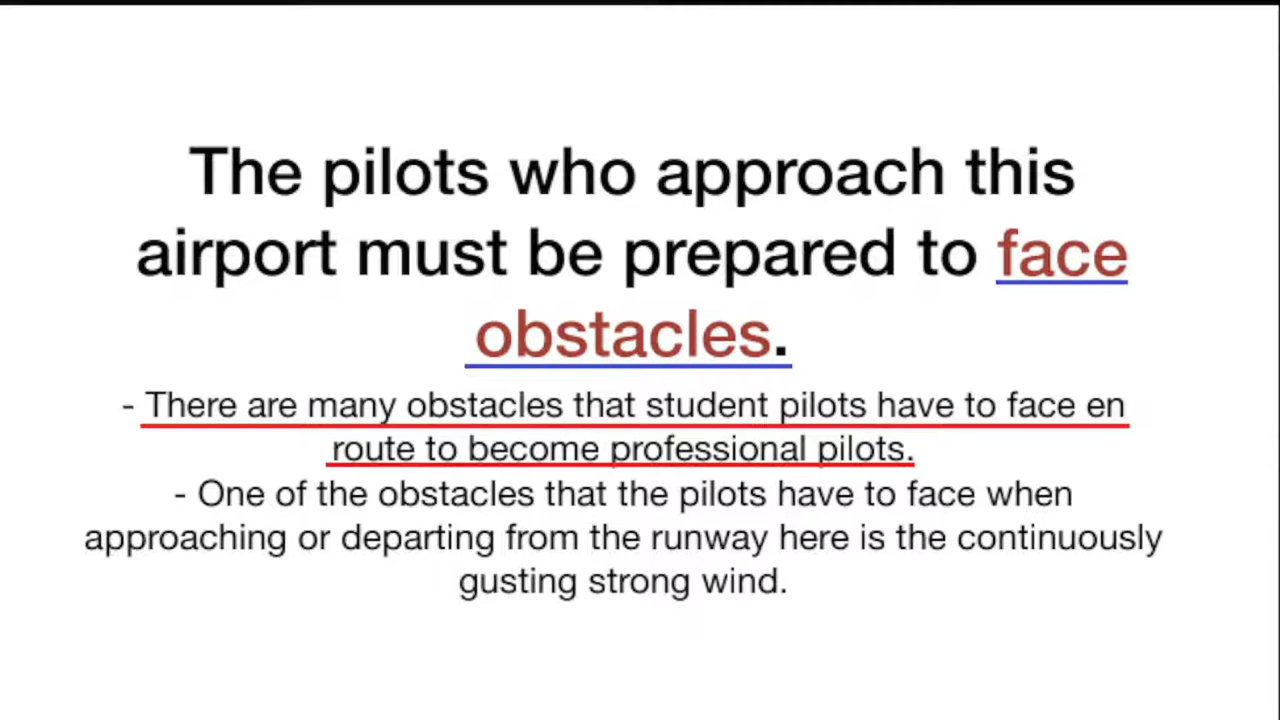 The pilots who approach this
airport must be prepared to face
obstacles.
- There are many obstacles that student pilots have to face en
route to become professional pilots.
- One of the obstacles that the pilots have to face when
approaching or departing from the runway here is the continuously
gusting strong wind.